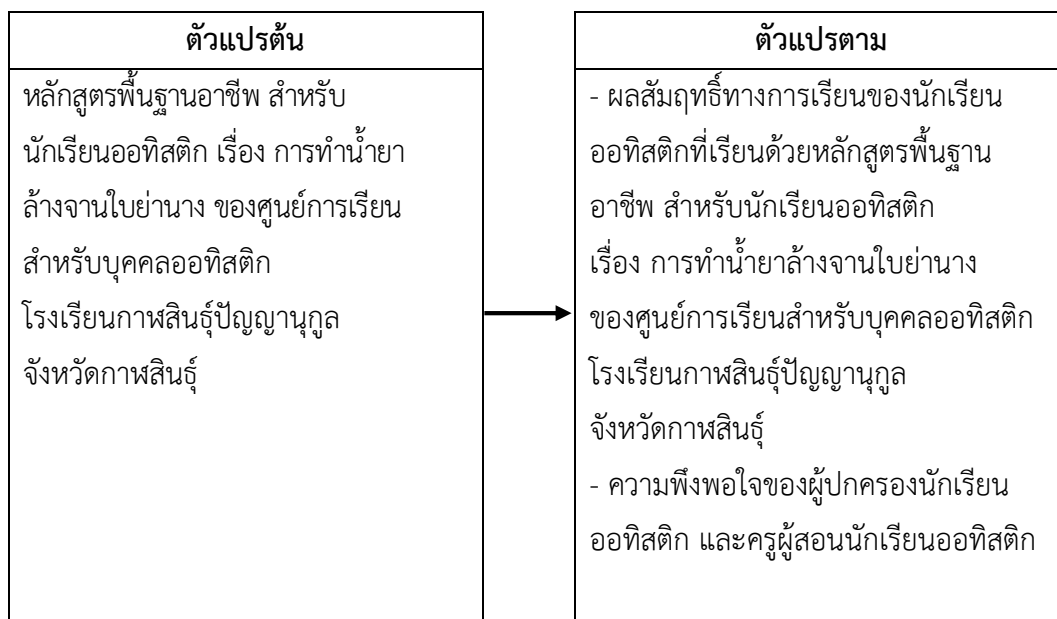 ตัวแปรต้น
หลักสูตรพื้นฐานอาชีพ สำหรับ
นักเรียนออทิสติก เรื่อง การทำน้ำยา
ล้างจานใบย่านาง ของศูนย์การเรียน
สำหรับบุคคลออทิสติก
โรงเรียนกาฬสินธุ์ปัญญานุกูล
จังหวัดกาฬสินธุ์
ตัวแปรตาม
- ผลสัมฤทธิ์ทางการเรียนของนักเรียน
ออทิสติกที่เรียนด้วยหลักสูตรพื้นฐาน
อาชีพ สำหรับนักเรียนออทิสติก
เรื่อง การทำน้ำยาล้างจานใบย่านาง
ของศูนย์การเรียนสำหรับบุคคลออทิสติก
โรงเรียนกาฬสินธุ์ปัญญานุกูล
จังหวัดกาฬสินธุ์
- ความพึงพอใจของผู้ปกครองนักเรียน
ออทิสติก และครูผู้สอนนักเรียนออทิสติก